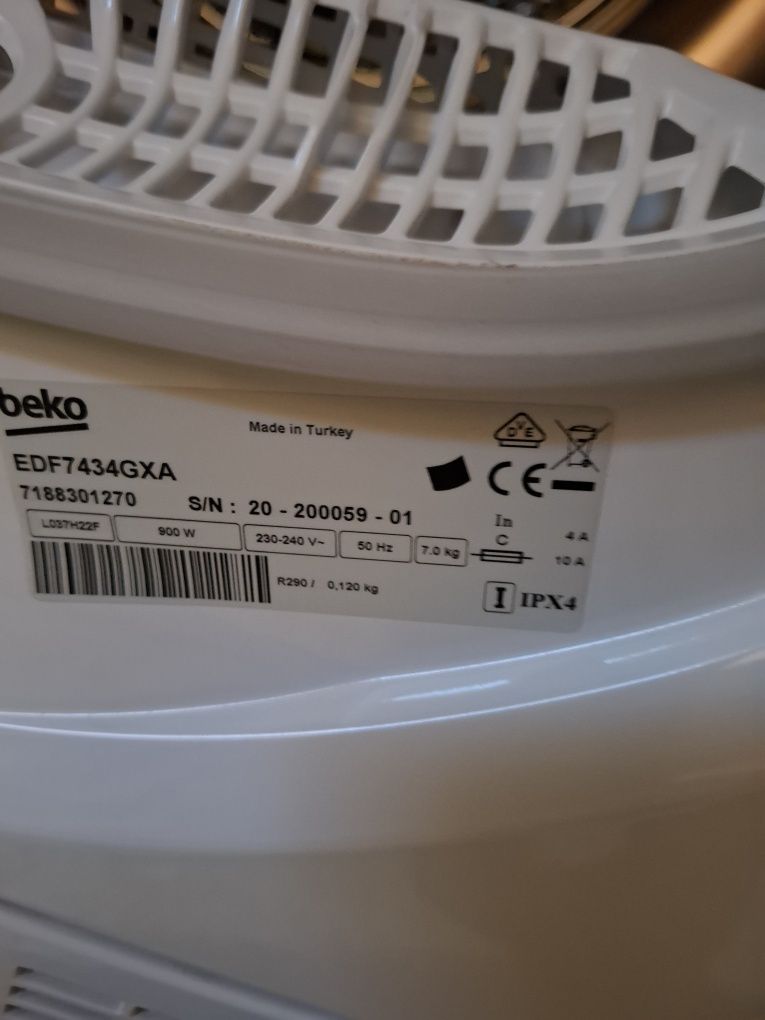 beko
Made in Turkey
VDE
EDF7434GXA
CE
7188301270
S/N : 20 - 200059 - 01
L037H22F
900 W
230-240 V~
50 Hz
7.0 kg
In
C
4 A
10 A
R290 / 0,120 kg
I IPX4